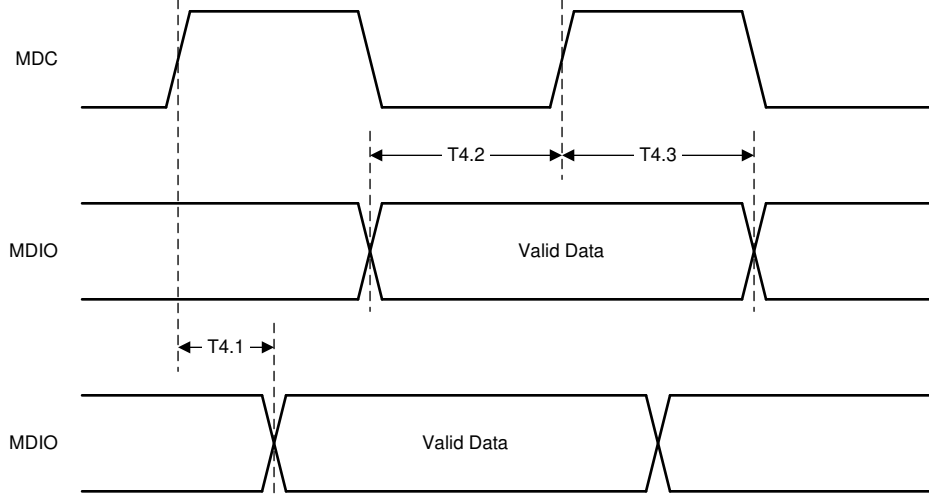 MDC
T4.2
T4.3
MDIO
Valid Data
T4.1
MDIO
Valid Data